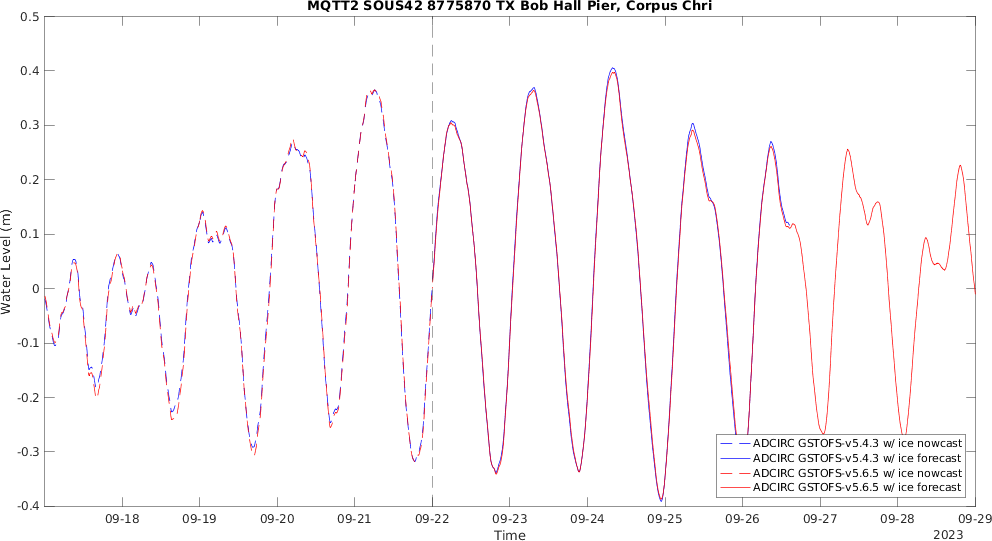 MQTT2 SOUS42 8775870 TX Bob Hall Pier, Corpus Chri
0.5
0.4
0.3
0.2
0.1
0
-0.1
-0.2
-0.3
-0.4
Water Level (m)
ADCIRC GSTOFS-v5.4.3 w/ ice nowcast
ADCIRC GSTOFS-v5.4.3 w/ ice forecast
ADCIRC GSTOFS-v5.6.5 w/ ice nowcast
ADCIRC GSTOFS-v5.6.5 w/ ice forecast
09-18 09-19 09-20 09-21 09-22 09-23 09-24 09-25 09-26 09-27 09-28 09-29
Time
2023